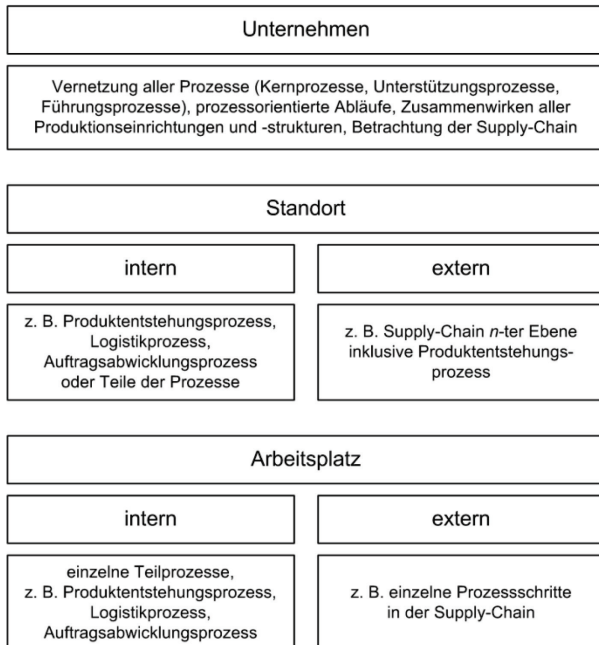 Unternehmen
Vernetzung aller Prozesse (Kernprozesse, Unterstützungsprozesse,
Führungsprozesse), prozessorientierte Abläufe, Zusammenwirken aller
Produktionseinrichtungen und -strukturen, Betrachtung der Supply-Chain
Standort
intern
z. B. Produktentstehungsprozess,
Logistikprozess,
Auftragsabwicklungsprozess
oder Teile der Prozesse
extern
z. B. Supply-Chain n-ter Ebene
inklusive Produktentstehungs-
prozess
Arbeitsplatz
intern
einzelne Teilprozesse,
z. B. Produktentstehungsprozess,
Logistikprozess,
Auftragsabwicklungsprozess
extern
z. B. einzelne Prozessschritte
in der Supply-Chain